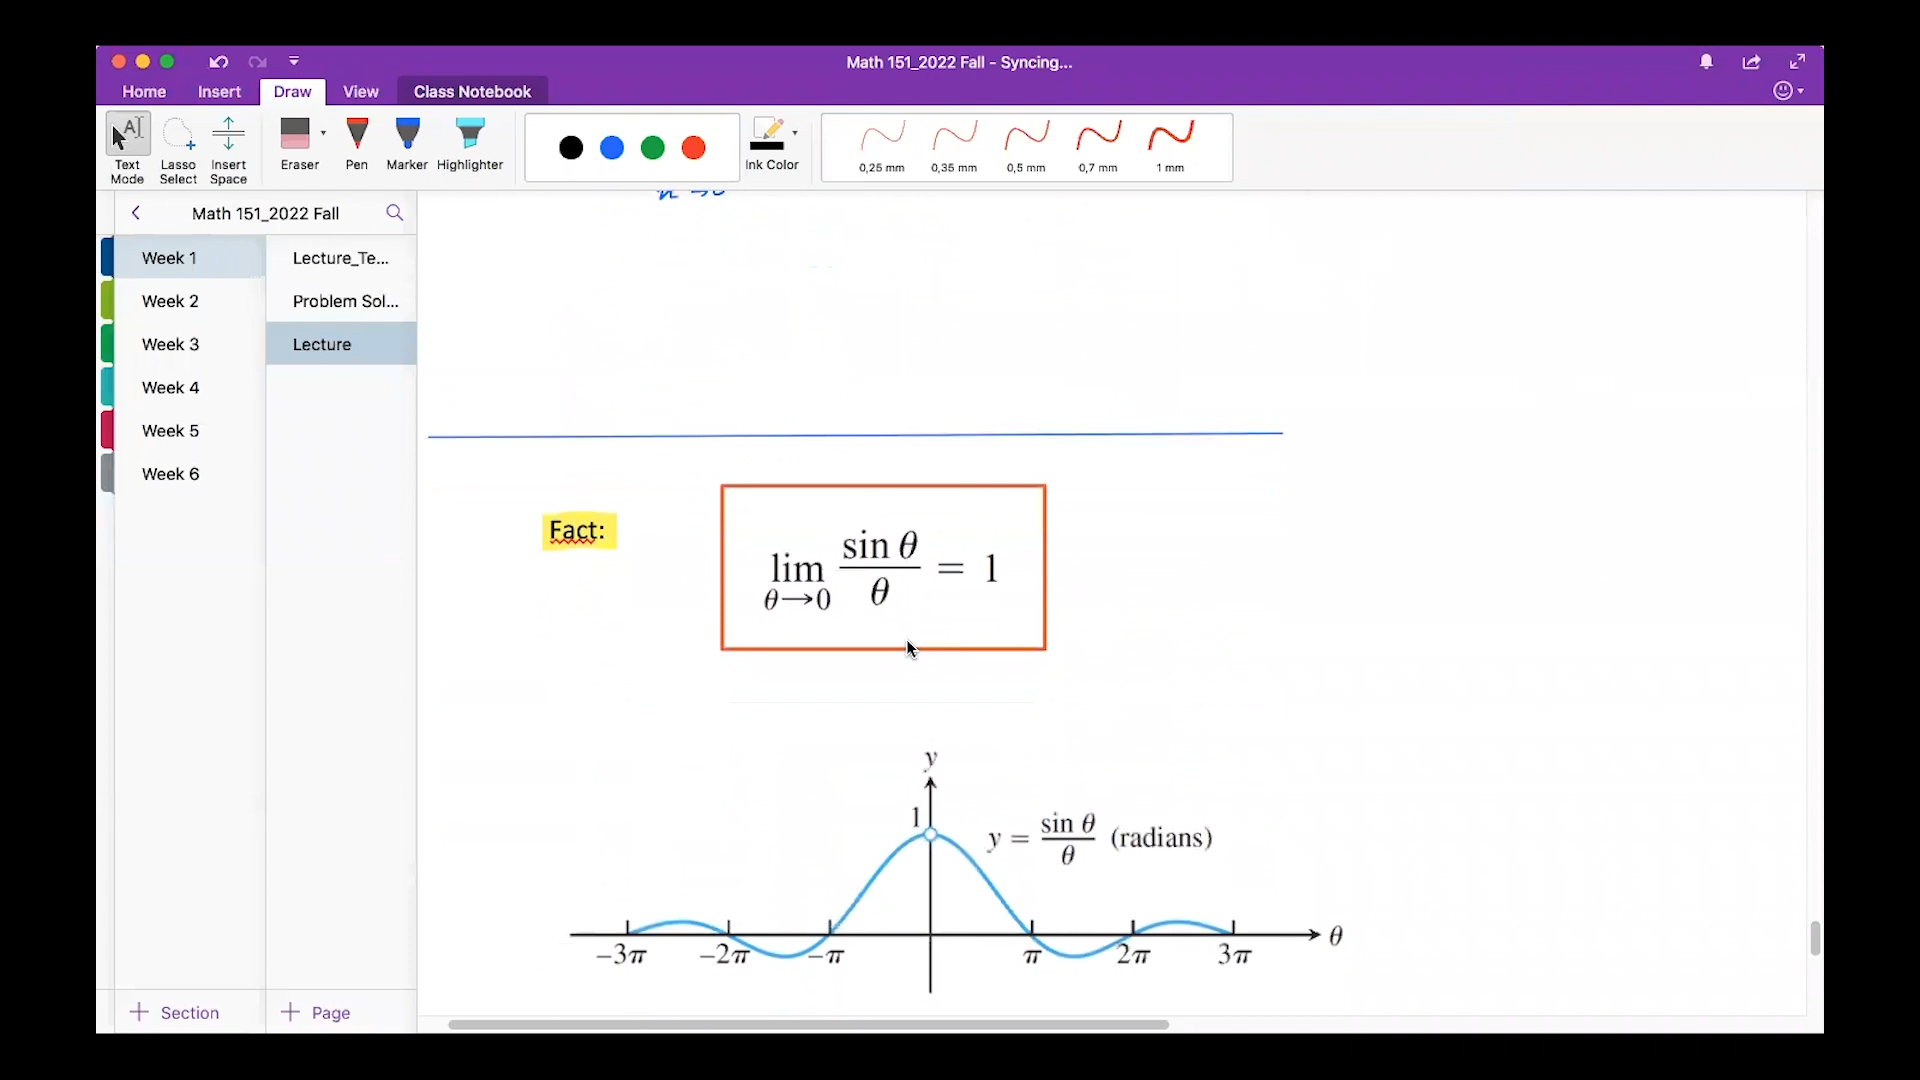 Math 151_2022 Fall - Syncing...
Home Insert Draw View Class Notebook
Text Mode
Lasso Select
Insert Space
Eraser
Pen
Marker
Highlighter
Ink Color
0,25 mm 0,35 mm 0,5 mm 0,7 mm 1 mm
Math 151_2022 Fall
Week 1
Week 2
Week 3
Week 4
Week 5
Week 6
Lecture_Te...
Problem Sol...
Lecture
+ Section
+ Page
Fact:
lim θ→0 sin θ / θ = 1
y
1
y = sin θ / θ (radians)
−3π −2π −π π 2π 3π θ